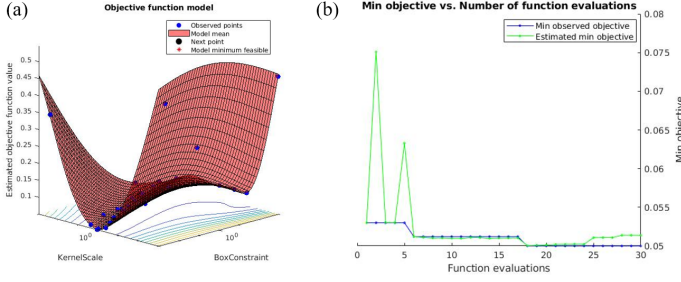 (a)
Objective function model
Observed points
Model mean
Next point
Model minimum feasible
Estimated objective function value
0.5
0.45
0.4
0.35
0.3
0.25
0.2
0.15
0.1
10⁰
10⁰
KernelScale
BoxConstraint
(b)
Min objective vs. Number of function evaluations
Min observed objective
Estimated min objective
0.08
0.075
0.07
0.065
0.06
0.055
0.05
0.045
Min objective
0
5
10
15
20
25
30
Function evaluations